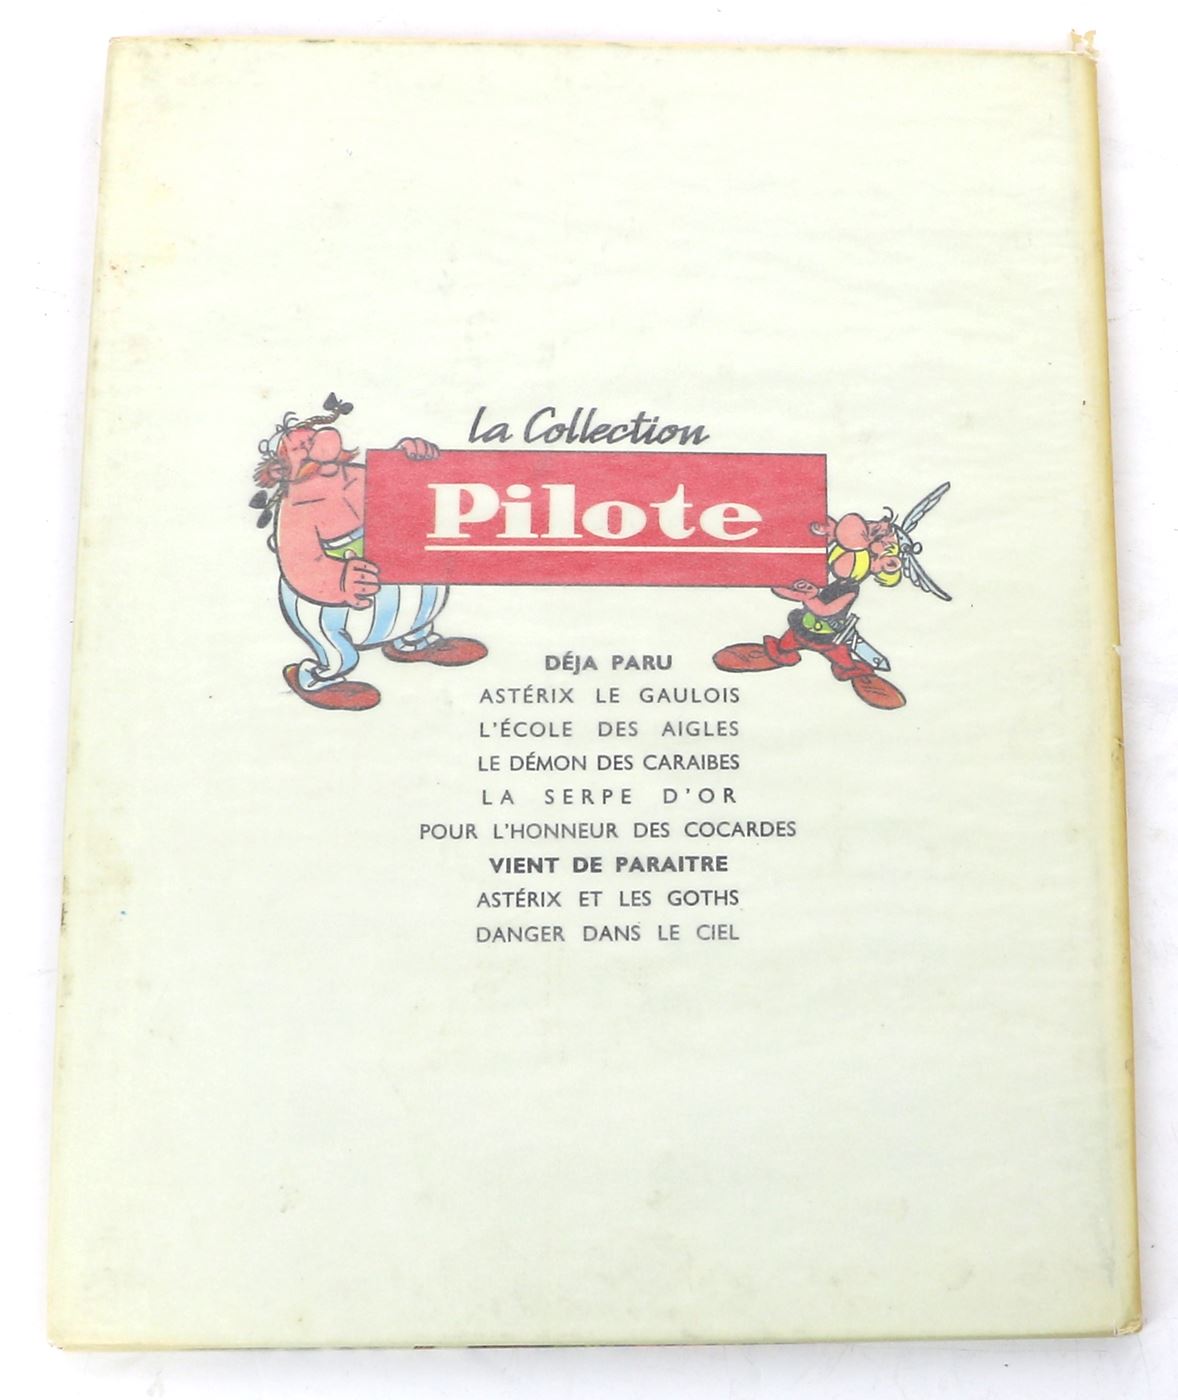 la Collection
Pilote
DÉJA PARU
ASTÉRIX LE GAULOIS
L'ÉCOLE DES AIGLES
LE DÉMON DES CARAIBES
LA SERPE D'OR
POUR L'HONNEUR DES COCARDES
VIENT DE PARAITRE
ASTÉRIX ET LES GOTHS
DANGER DANS LE CIEL